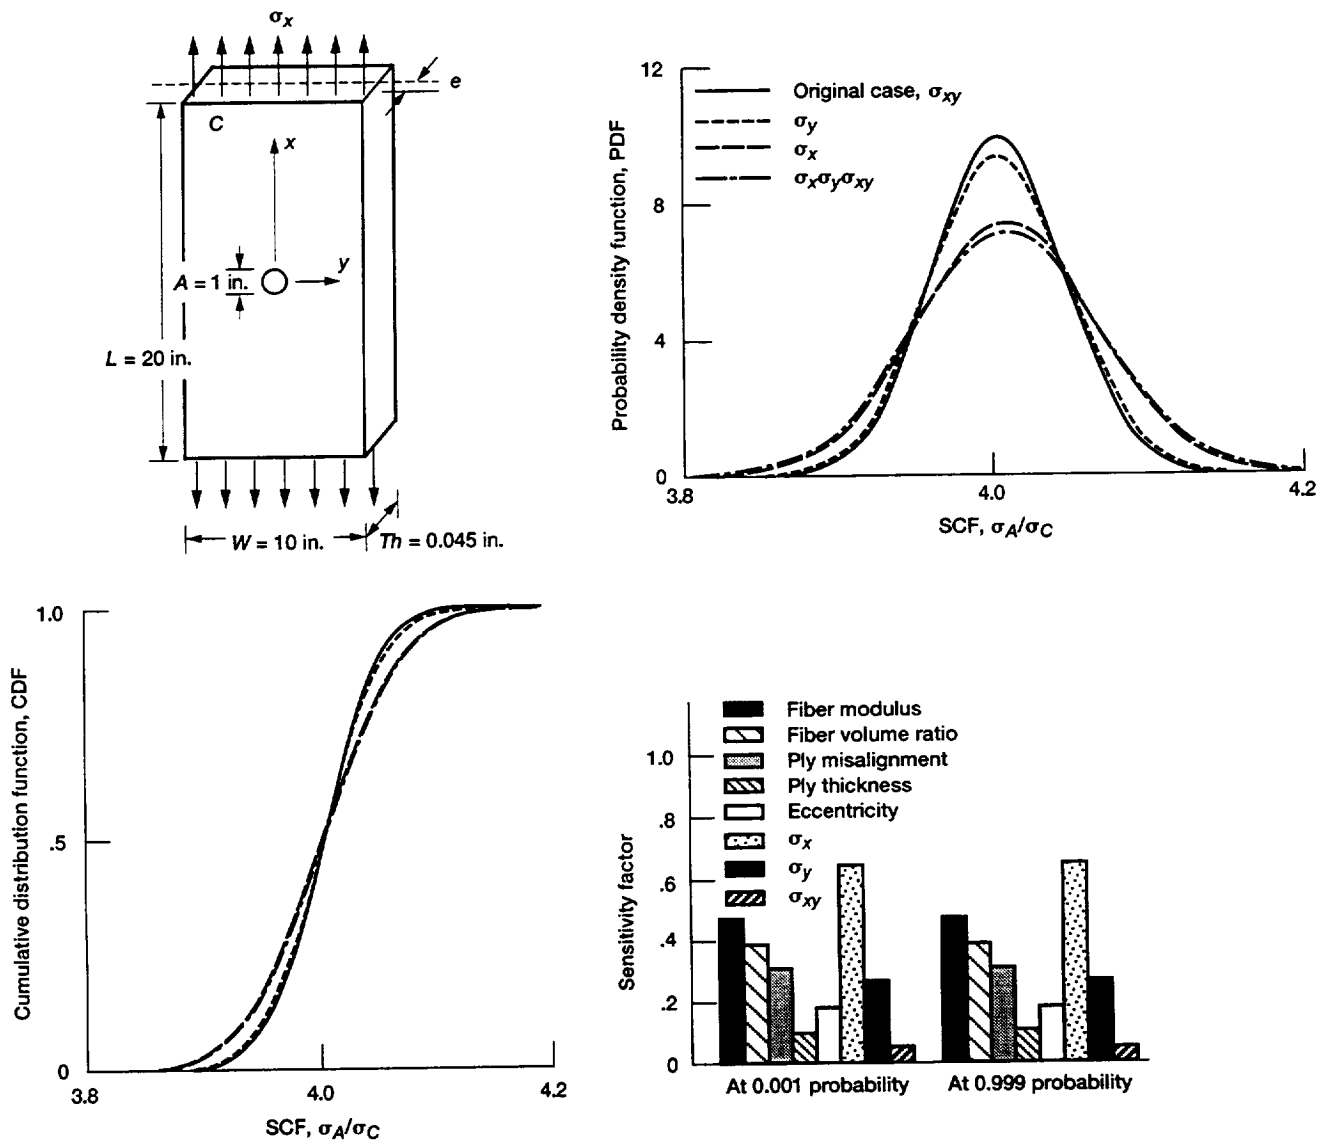 σx
e
C
x
y
A = 1 in.
L = 20 in.
W = 10 in.
Th = 0.045 in.
Probability density function, PDF
12
8
4
0
3.8
4.0
4.2
SCF, σA/σC
Original case, σxy
σy
σx
σxσyσxy
Cumulative distribution function, CDF
1.0
.5
0
3.8
4.0
4.2
SCF, σA/σC
Sensitivity factor
1.0
.8
.6
.4
.2
0
Fiber modulus
Fiber volume ratio
Ply misalignment
Ply thickness
Eccentricity
σx
σy
σxy
At 0.001 probability
At 0.999 probability